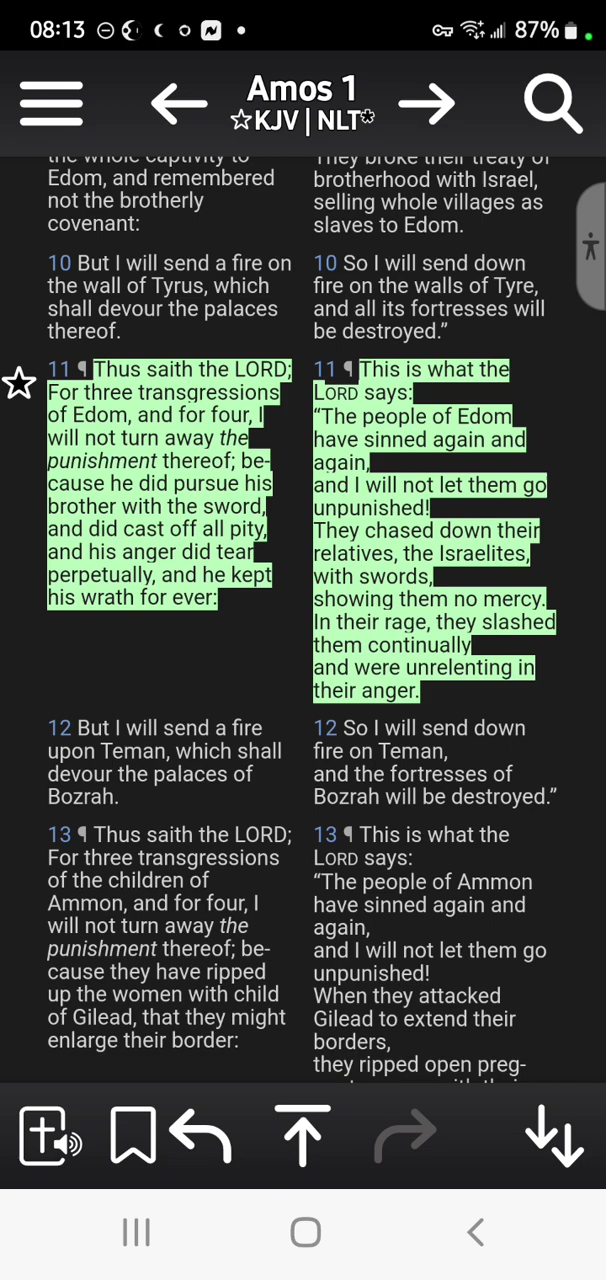 08:13
87%
Amos 1
☆KJV | NLT*
the whole captivity to
Edom, and remembered
not the brotherly
covenant:
10 But I will send a fire on
the wall of Tyrus, which
shall devour the palaces
thereof.
11 ¶ Thus saith the LORD;
For three transgressions
of Edom, and for four, I
will not turn away the
punishment thereof; be-
cause he did pursue his
brother with the sword,
and did cast off all pity,
and his anger did tear
perpetually, and he kept
his wrath for ever:
12 But I will send a fire
upon Teman, which shall
devour the palaces of
Bozrah.
13 ¶ Thus saith the LORD;
For three transgressions
of the children of
Ammon, and for four, I
will not turn away the
punishment thereof; be-
cause they have ripped
up the women with child
of Gilead, that they might
enlarge their border:
They broke their treaty of
brotherhood with Israel,
selling whole villages as
slaves to Edom.
10 So I will send down
fire on the walls of Tyre,
and all its fortresses will
be destroyed.”
11 ¶ This is what the
LORD says:
“The people of Edom
have sinned again and
again,
and I will not let them go
unpunished!
They chased down their
relatives, the Israelites,
with swords,
showing them no mercy.
In their rage, they slashed
them continually
and were unrelenting in
their anger.
12 So I will send down
fire on Teman,
and the fortresses of
Bozrah will be destroyed.”
13 ¶ This is what the
LORD says:
“The people of Ammon
have sinned again and
again,
and I will not let them go
unpunished!
When they attacked
Gilead to extend their
borders,
they ripped open preg-